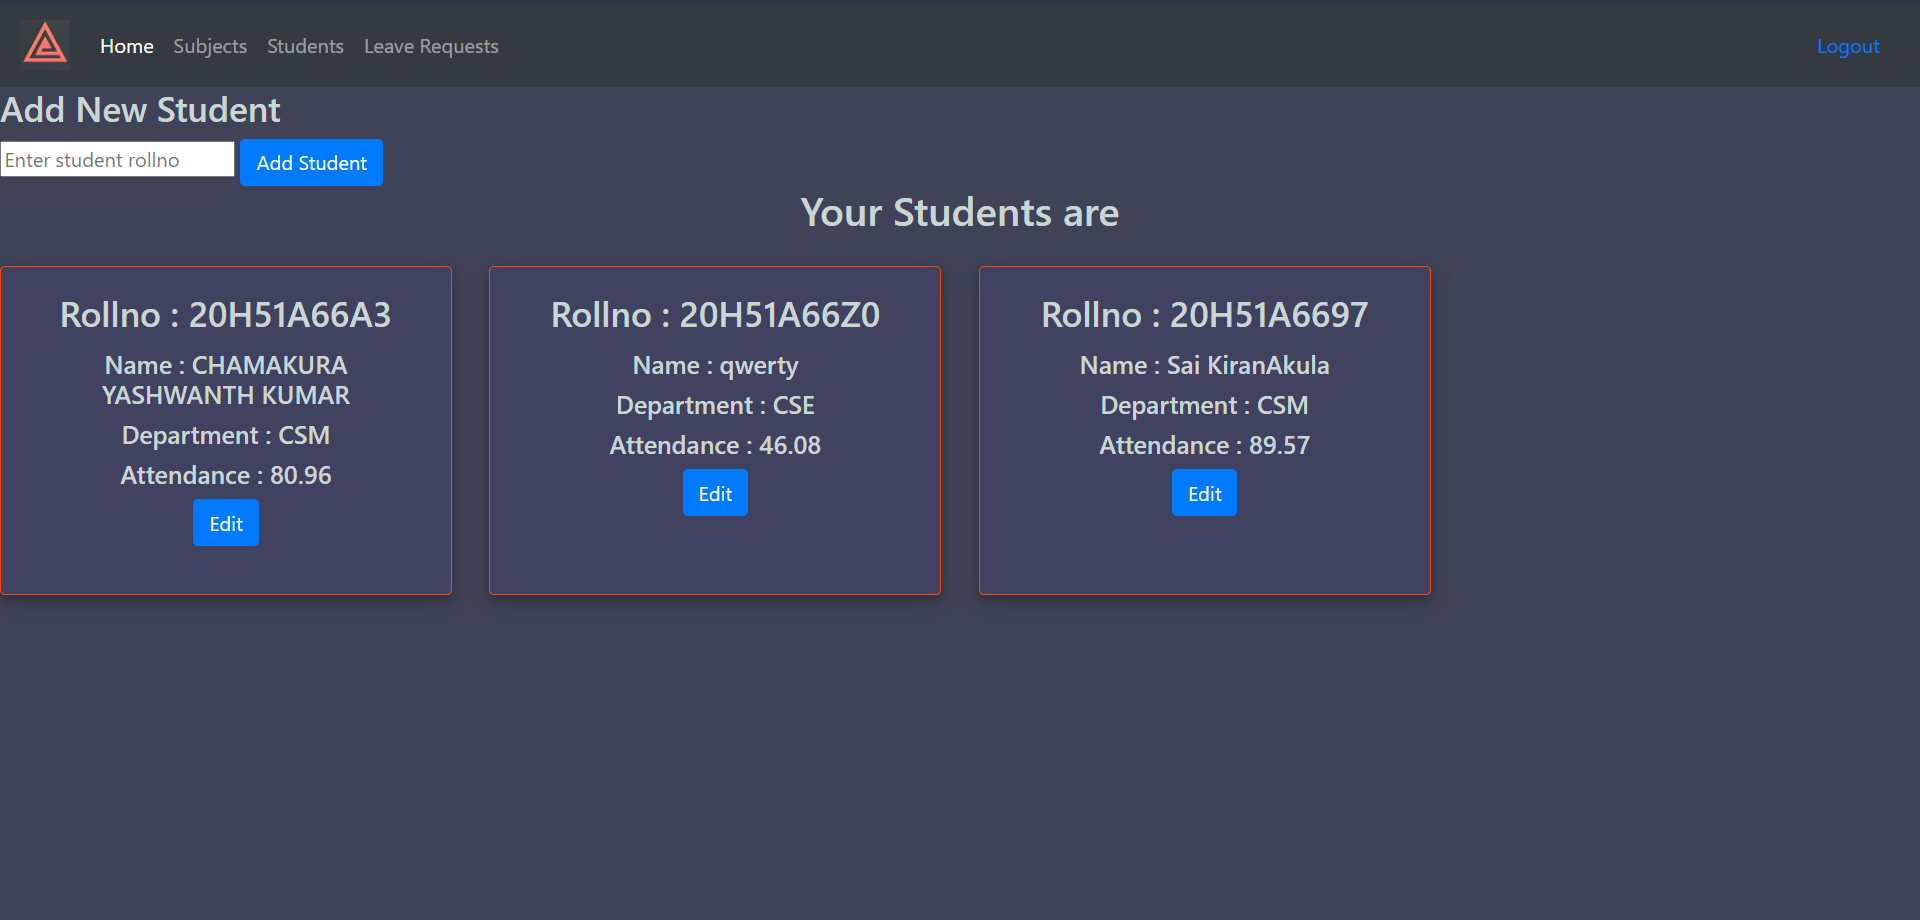 Home Subjects Students Leave Requests Logout
Add New Student
Enter student rollno Add Student
Your Students are
Rollno : 20H51A66A3
Name : CHAMAKURA
YASHWANTH KUMAR
Department : CSM
Attendance : 80.96
Edit
Rollno : 20H51A66Z0
Name : qwerty
Department : CSE
Attendance : 46.08
Edit
Rollno : 20H51A6697
Name : Sai KiranAkula
Department : CSM
Attendance : 89.57
Edit